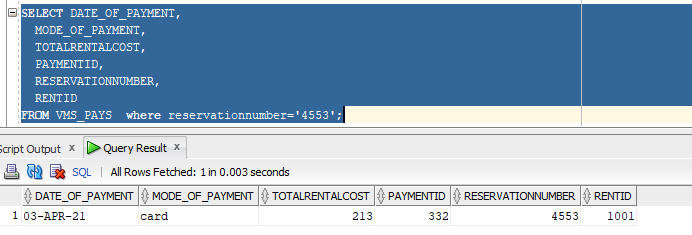 SELECT DATE_OF_PAYMENT,
MODE_OF_PAYMENT,
TOTALRENTALCOST,
PAYMENTID,
RESERVATIONNUMBER,
RENTID
FROM VMS_PAYS where reservationnumber='4553';
Script Output x Query Result x
SQL | All Rows Fetched: 1 in 0.003 seconds
DATE_OF_PAYMENT MODE_OF_PAYMENT TOTALRENTALCOST PAYMENTID RESERVATIONNUMBER RENTID
1 03-APR-21 card 213 332 4553 1001